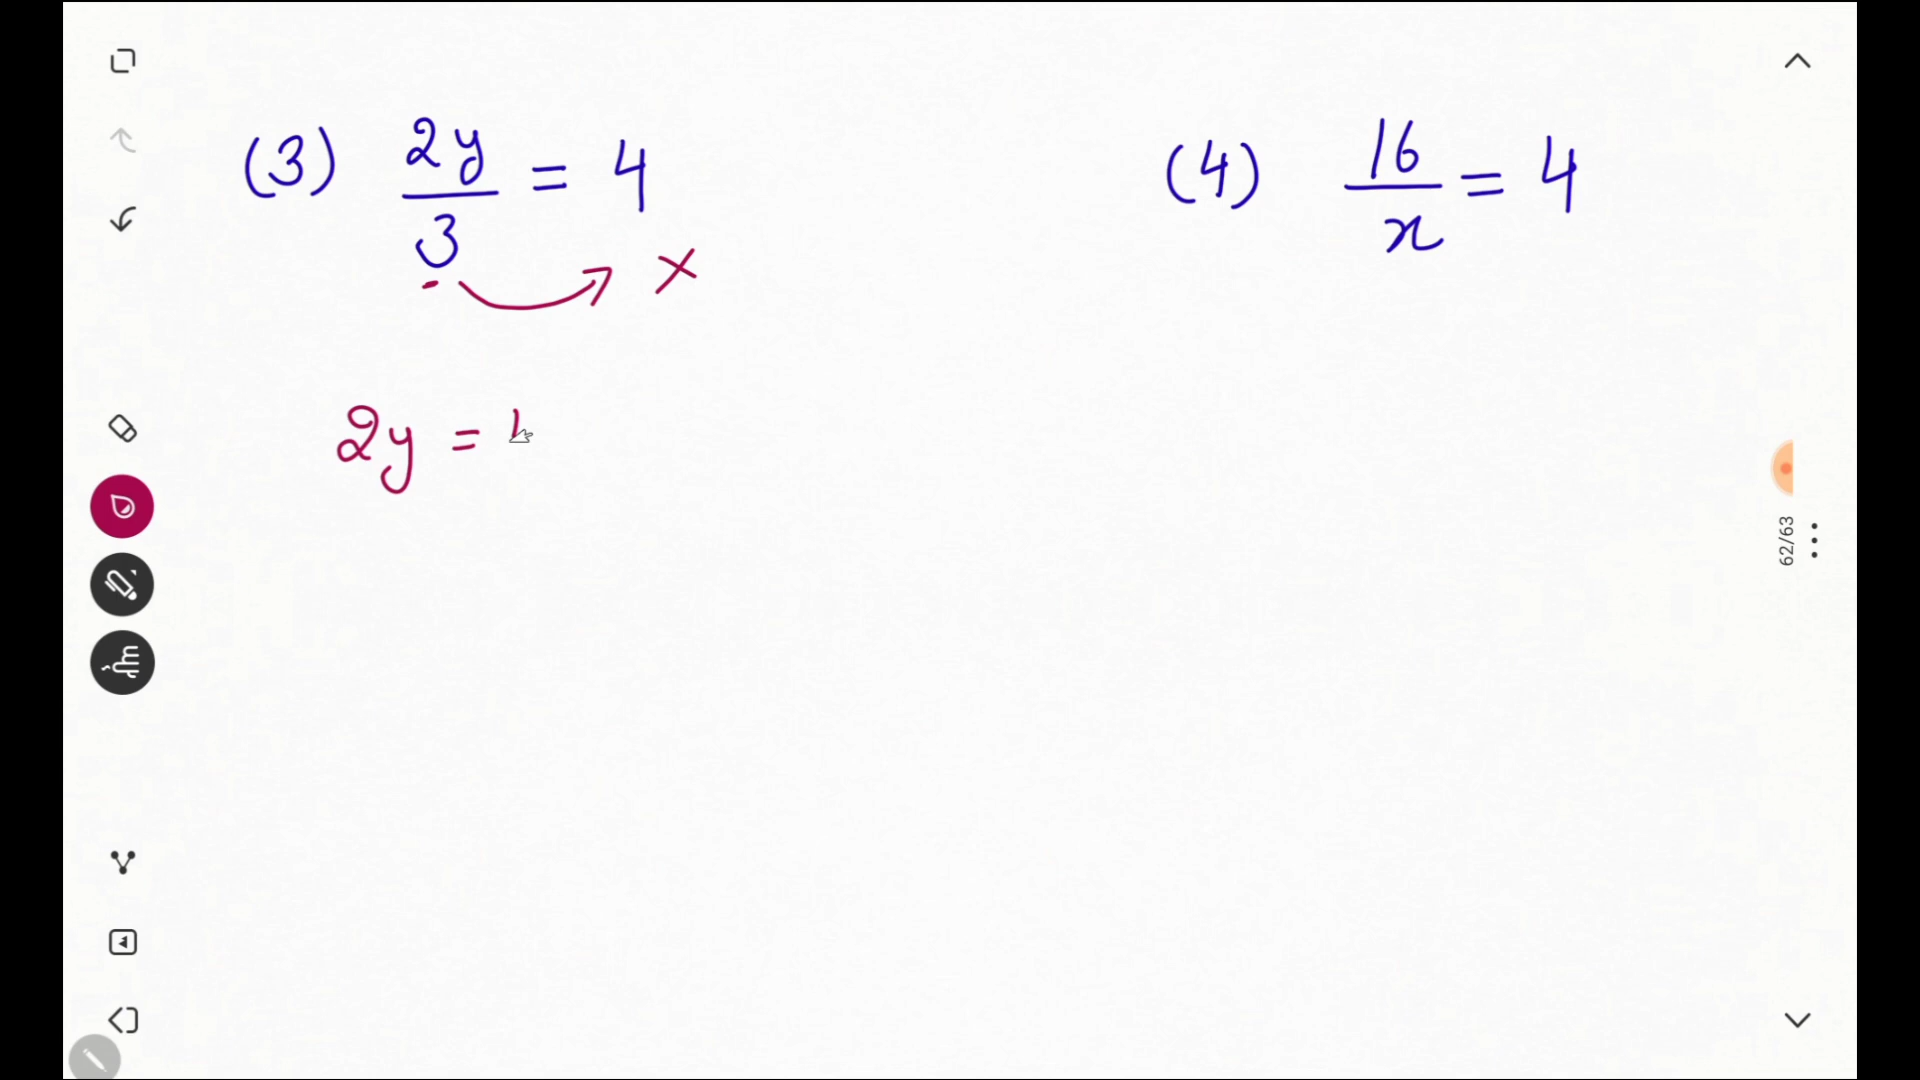 (3) 2y/3 = 4
×
(4) 16/x = 4
2y =
62/63